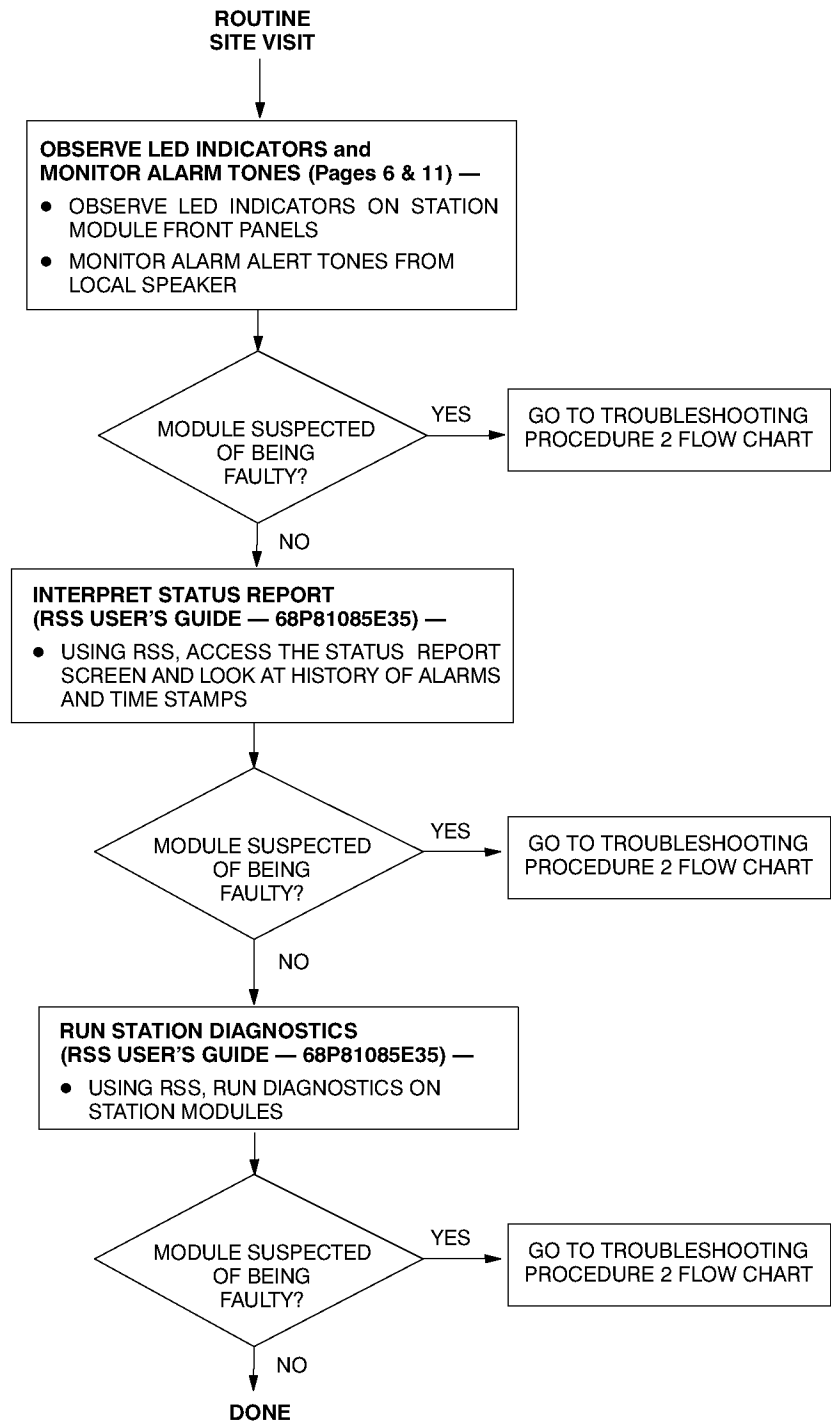 ROUTINE
SITE VISIT
OBSERVE LED INDICATORS and
MONITOR ALARM TONES (Pages 6 & 11) —
● OBSERVE LED INDICATORS ON STATION
MODULE FRONT PANELS
● MONITOR ALARM ALERT TONES FROM
LOCAL SPEAKER
MODULE SUSPECTED
OF BEING
FAULTY?
YES
GO TO TROUBLESHOOTING
PROCEDURE 2 FLOW CHART
NO
INTERPRET STATUS REPORT
(RSS USER'S GUIDE — 68P81085E35) —
● USING RSS, ACCESS THE STATUS REPORT
SCREEN AND LOOK AT HISTORY OF ALARMS
AND TIME STAMPS
MODULE SUSPECTED
OF BEING
FAULTY?
YES
GO TO TROUBLESHOOTING
PROCEDURE 2 FLOW CHART
NO
RUN STATION DIAGNOSTICS
(RSS USER'S GUIDE — 68P81085E35) —
● USING RSS, RUN DIAGNOSTICS ON
STATION MODULES
MODULE SUSPECTED
OF BEING
FAULTY?
YES
GO TO TROUBLESHOOTING
PROCEDURE 2 FLOW CHART
NO
DONE